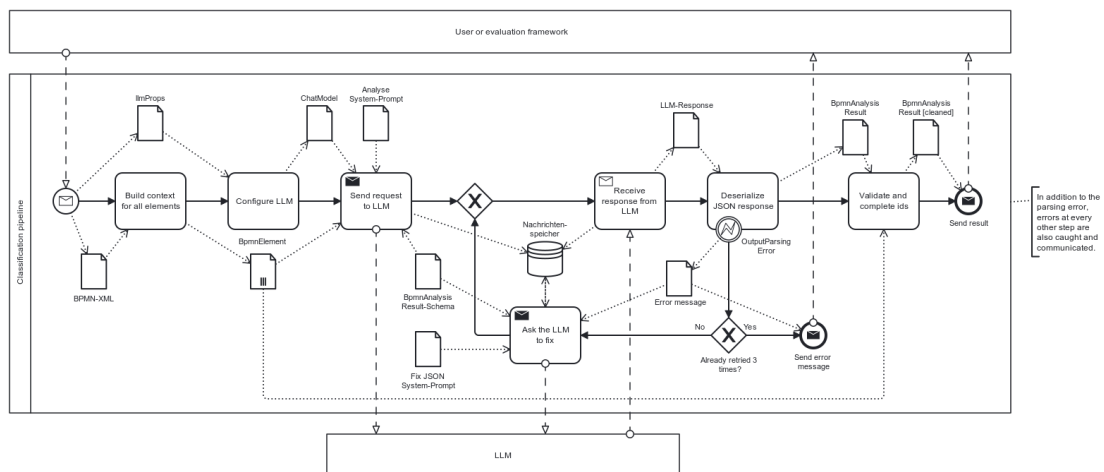 User or evaluation framework
Classification pipeline
llmProps
ChatModel
Analyse
System-Prompt
LLM-Response
BpmnAnalysis
Result
BpmnAnalysis
Result [cleaned]
Build context
for all elements
Configure LLM
Send request
to LLM
X
Receive
response from
LLM
Deserialize
JSON response
Validate and
complete ids
Send result
In addition to the
parsing error,
errors at every
other step are
also caught and
communicated.
Nachrichten-
speicher
OutputParsing
Error
BpmnElement
BPMN-XML
BpmnAnalysis
Result-Schema
Error message
Ask the LLM
to fix
No
X
Yes
Already retried 3
times?
Send error
message
Fix JSON
System-Prompt
LLM